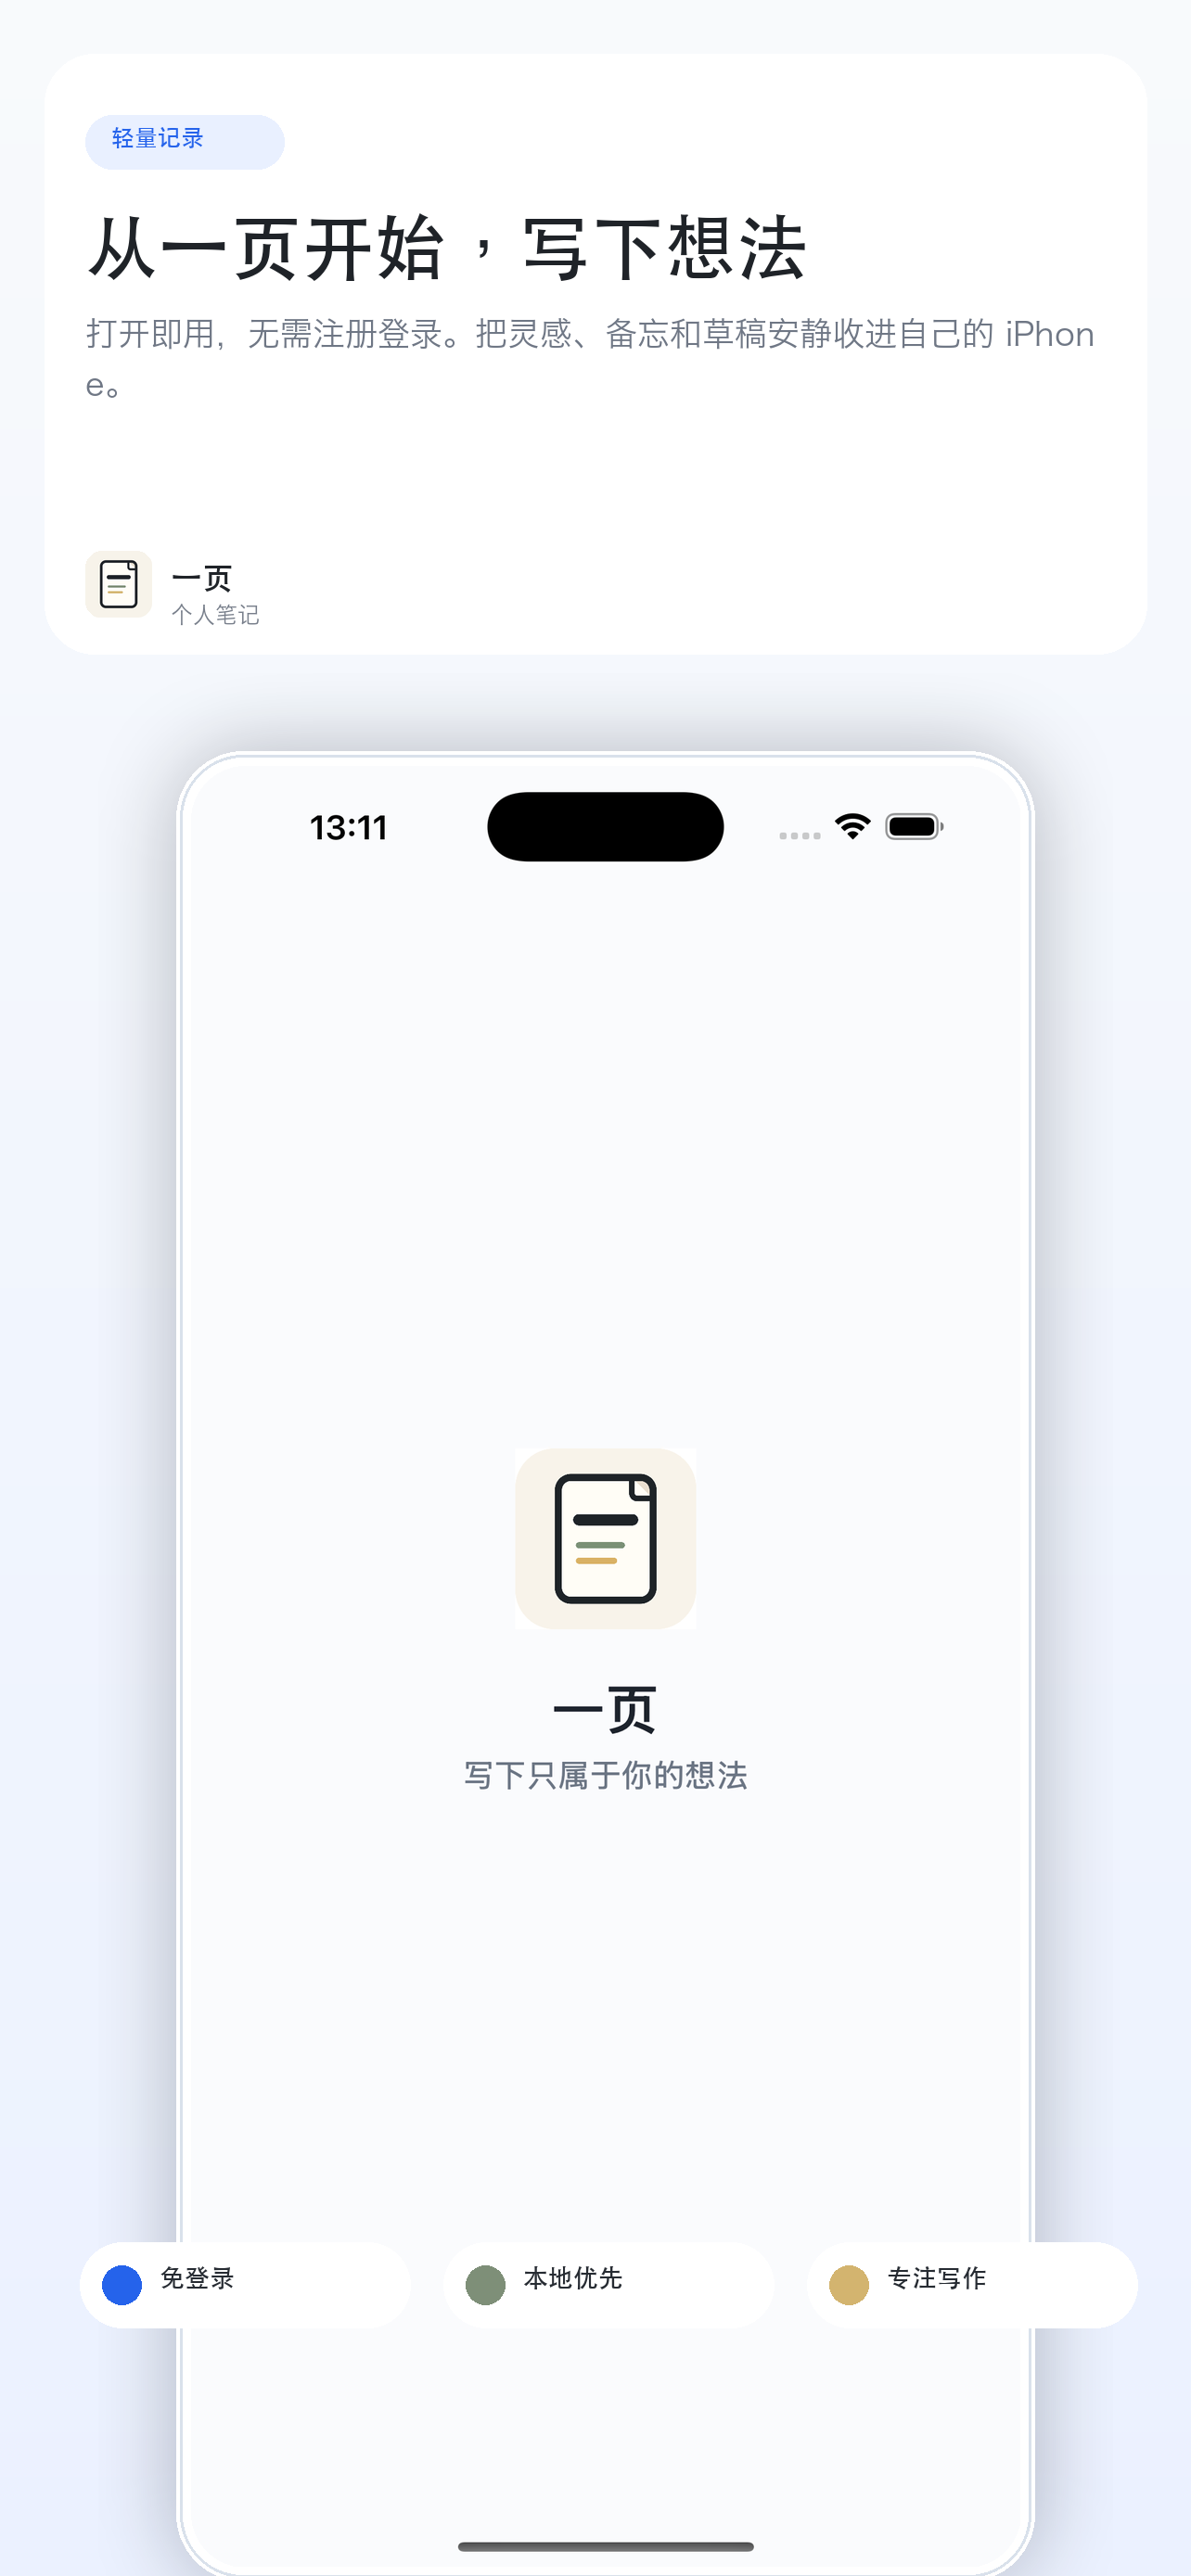 轻量记录
从一页开始，写下想法
打开即用，无需注册登录。把灵感、备忘和草稿安静收进自己的 iPhon
e。
一页
个人笔记
13:11
一页
写下只属于你的想法
免登录
本地优先
专注写作